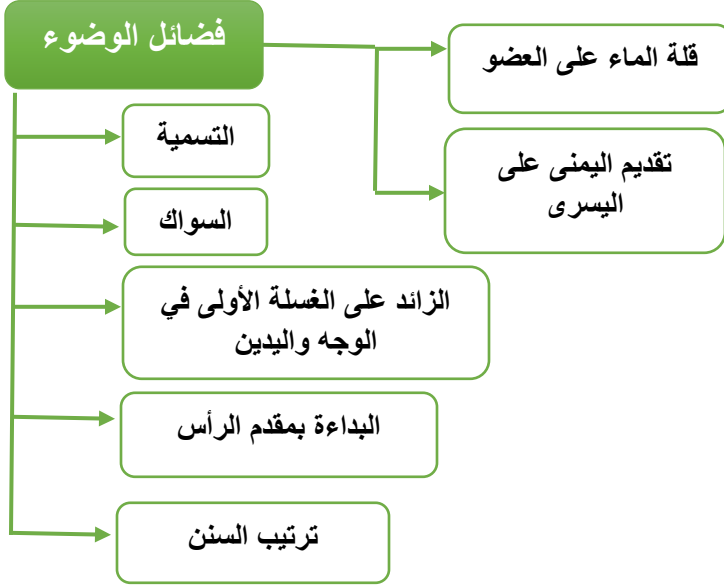 فضائل الوضوء
قلة الماء على العضو
تقديم اليمنى على
اليسرى
التسمية
السواك
الزائد على الغسلة الأولى في
الوجه واليدين
البداءة بمقدم الرأس
ترتيب السنن